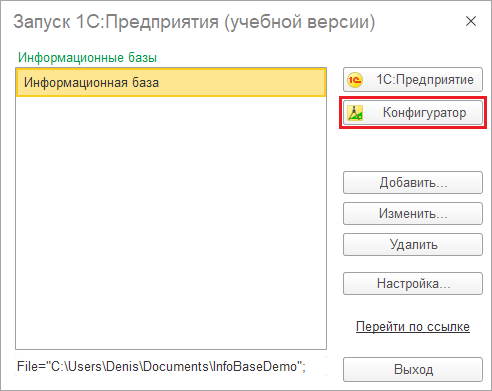 Запуск 1С:Предприятия (учебной версии)
Информационные базы
Информационная база
1С:Предприятие
Конфигуратор
Добавить...
Изменить...
Удалить
Настройка...
Перейти по ссылке
File="C:\Users\Denis\Documents\InfoBaseDemo";
Выход